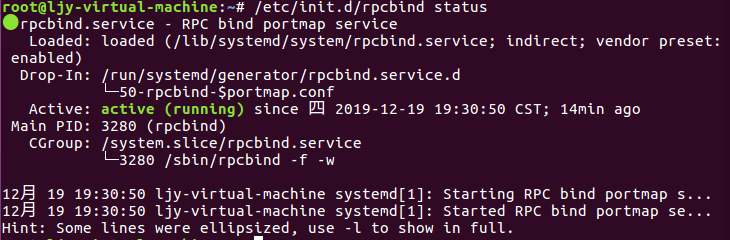 root@ljy-virtual-machine:~# /etc/init.d/rpcbind status
●rpcbind.service - RPC bind portmap service
   Loaded: loaded (/lib/systemd/system/rpcbind.service; indirect; vendor preset:
 enabled)
  Drop-In: /run/systemd/generator/rpcbind.service.d
           └─50-rpcbind-$portmap.conf
   Active: active (running) since 四 2019-12-19 19:30:50 CST; 14min ago
 Main PID: 3280 (rpcbind)
   CGroup: /system.slice/rpcbind.service
           └─3280 /sbin/rpcbind -f -w

12月 19 19:30:50 ljy-virtual-machine systemd[1]: Starting RPC bind portmap s...
12月 19 19:30:50 ljy-virtual-machine systemd[1]: Started RPC bind portmap se...
Hint: Some lines were ellipsized, use -l to show in full.